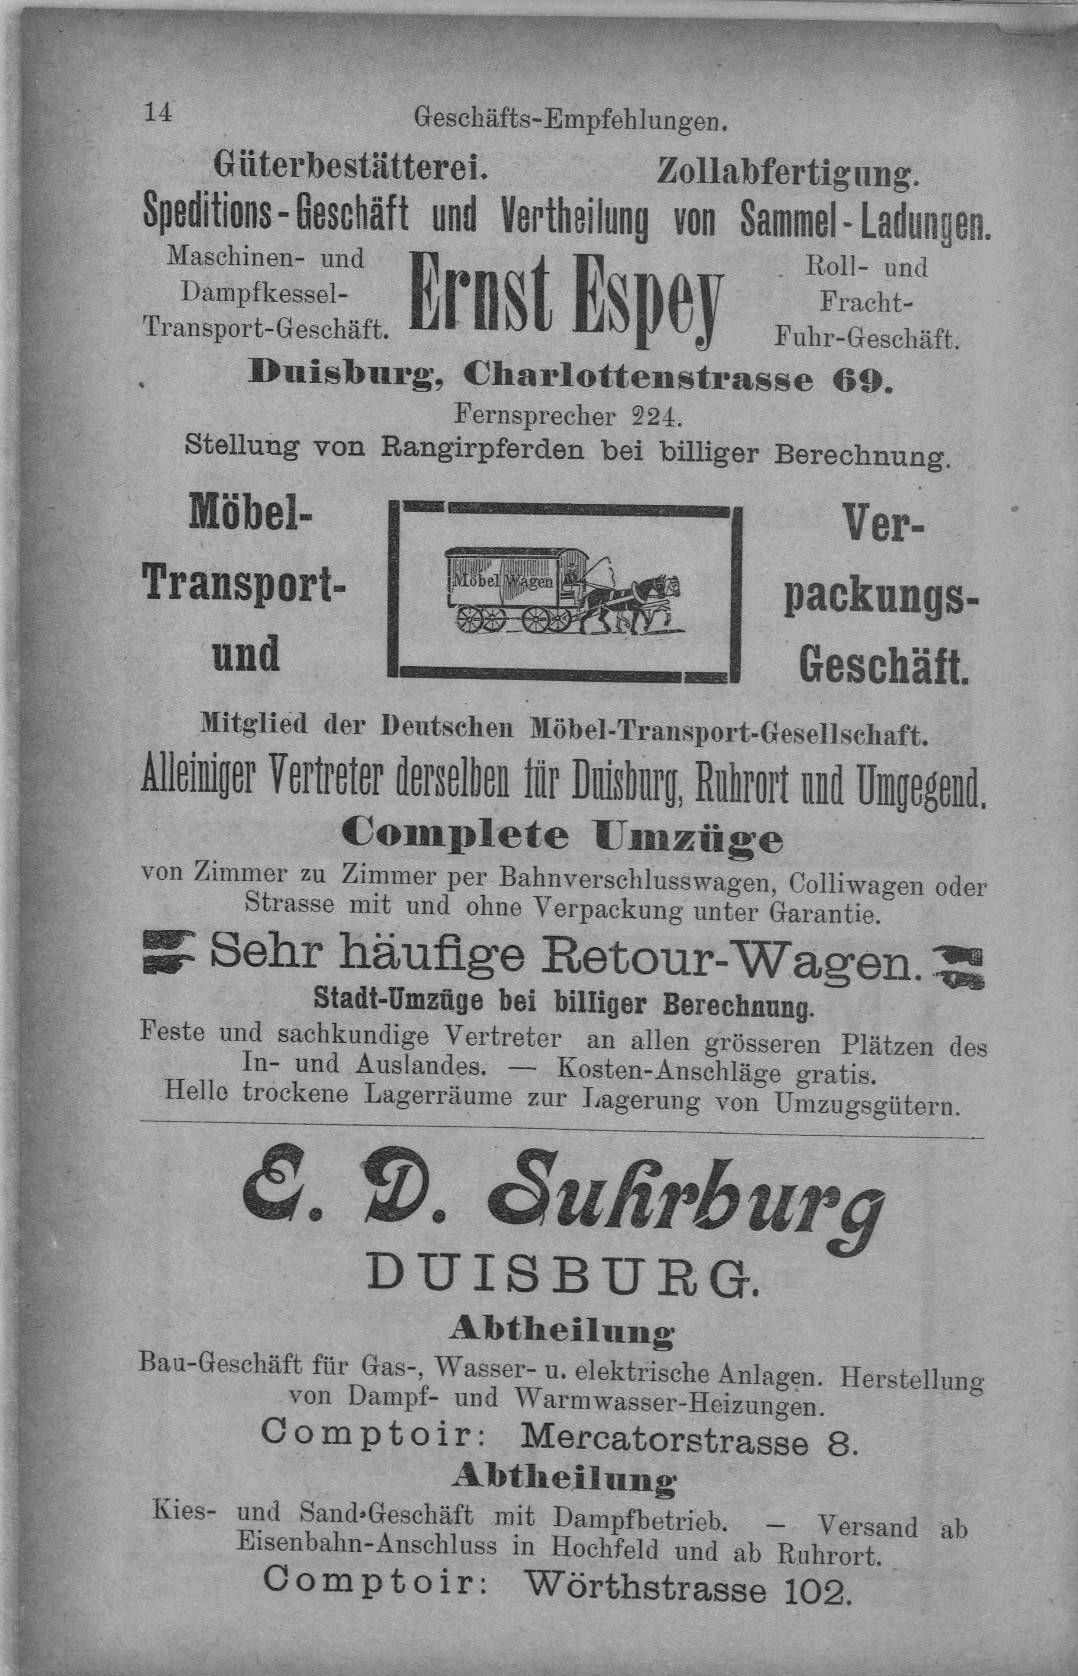 14
Geschäfts-Empfehlungen.
Güterbestätterei. Zollabfertigung.
Speditions-Geschäft und Vertheilung von Sammel-Ladungen.
Maschinen- und
Dampfkessel-
Transport-Geschäft.
Ernst Espey
Roll- und
Fracht-
Fuhr-Geschäft.
Duisburg, Charlottenstrasse 69.
Fernsprecher 224.
Stellung von Rangirpferden bei billiger Berechnung.
Möbel-
Transport-
und
Möbel Wagen
Ver-
packungs-
Geschäft.
Mitglied der Deutschen Möbel-Transport-Gesellschaft.
Alleiniger Vertreter derselben für Duisburg, Ruhrort und Umgegend.
Complete Umzüge
von Zimmer zu Zimmer per Bahnverschlusswagen, Colliwagen oder
Strasse mit und ohne Verpackung unter Garantie.
Sehr häufige Retour-Wagen.
Stadt-Umzüge bei billiger Berechnung.
Feste und sachkundige Vertreter an allen grösseren Plätzen des
In- und Auslandes. — Kosten-Anschläge gratis.
Helle trockene Lagerräume zur Lagerung von Umzugsgütern.
E. D. Suhrburg
DUISBURG.
Abtheilung
Bau-Geschäft für Gas-, Wasser- u. elektrische Anlagen. Herstellung
von Dampf- und Warmwasser-Heizungen.
Comptoir: Mercatorstrasse 8.
Abtheilung
Kies- und Sand-Geschäft mit Dampfbetrieb. — Versand ab
Eisenbahn-Anschluss in Hochfeld und ab Ruhrort.
Comptoir: Wörthstrasse 102.